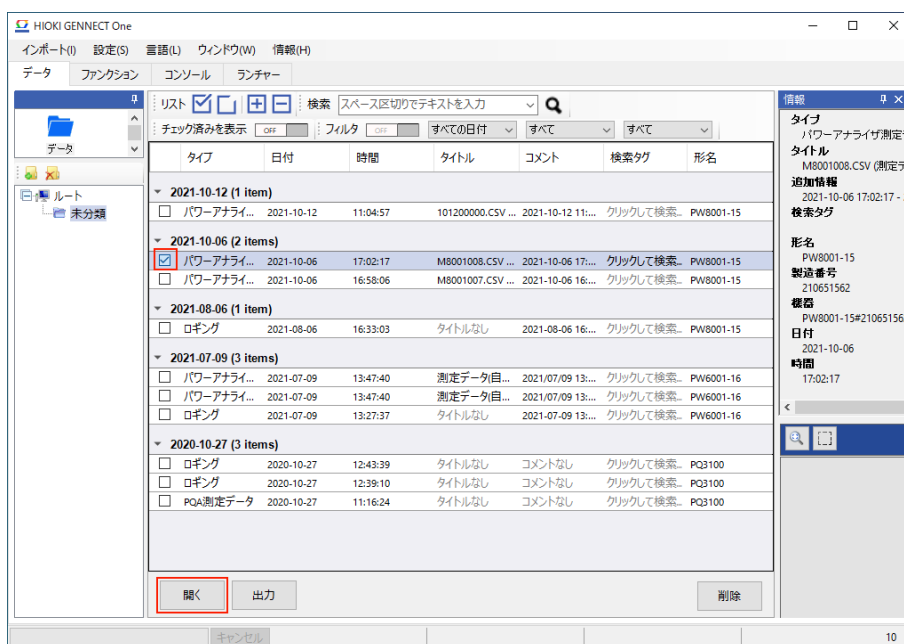 HIOKI GENNECT One
インポート(I) 設定(S) 言語(L) ウィンドウ(W) 情報(H)
データ ファンクション コンソール ランチャー
リスト 検索 スペース区切りでテキストを入力
チェック済みを表示 OFF フィルタ OFF すべての日付 すべて すべて
データ
ルート
未分類
タイプ 日付 時間 タイトル コメント 検索タグ 形名
2021-10-12 (1 item)
パワーアナライ... 2021-10-12 11:04:57 101200000.CSV ... 2021-10-12 11:... クリックして検索... PW8001-15
2021-10-06 (2 items)
パワーアナライ... 2021-10-06 17:02:17 M8001008.CSV ... 2021-10-06 17:... クリックして検索... PW8001-15
パワーアナライ... 2021-10-06 16:58:06 M8001007.CSV ... 2021-10-06 16:... クリックして検索... PW8001-15
2021-08-06 (1 item)
ロギング 2021-08-06 16:33:03 タイトルなし 2021-08-06 16:... クリックして検索... PW8001-15
2021-07-09 (3 items)
パワーアナライ... 2021-07-09 13:47:40 測定データ(自... 2021/07/09 13:... クリックして検索... PW6001-16
パワーアナライ... 2021-07-09 13:47:40 測定データ(自... 2021/07/09 13:... クリックして検索... PW6001-16
ロギング 2021-07-09 13:27:37 タイトルなし 2021-07-09 13:... クリックして検索... PW6001-16
2020-10-27 (3 items)
ロギング 2020-10-27 12:43:39 タイトルなし コメントなし クリックして検索... PQ3100
ロギング 2020-10-27 12:39:10 タイトルなし コメントなし クリックして検索... PQ3100
PQA測定データ 2020-10-27 11:16:24 タイトルなし コメントなし クリックして検索... PQ3100
開く 出力 削除
情報
タイプ
パワーアナライザ測定デ
タイトル
M8001008.CSV (測定デ
追加情報
2021-10-06 17:02:17 -
検索タグ
形名
PW8001-15
製造番号
210651562
機器
PW8001-15#21065156
日付
2021-10-06
時間
17:02:17
キャンセル 10